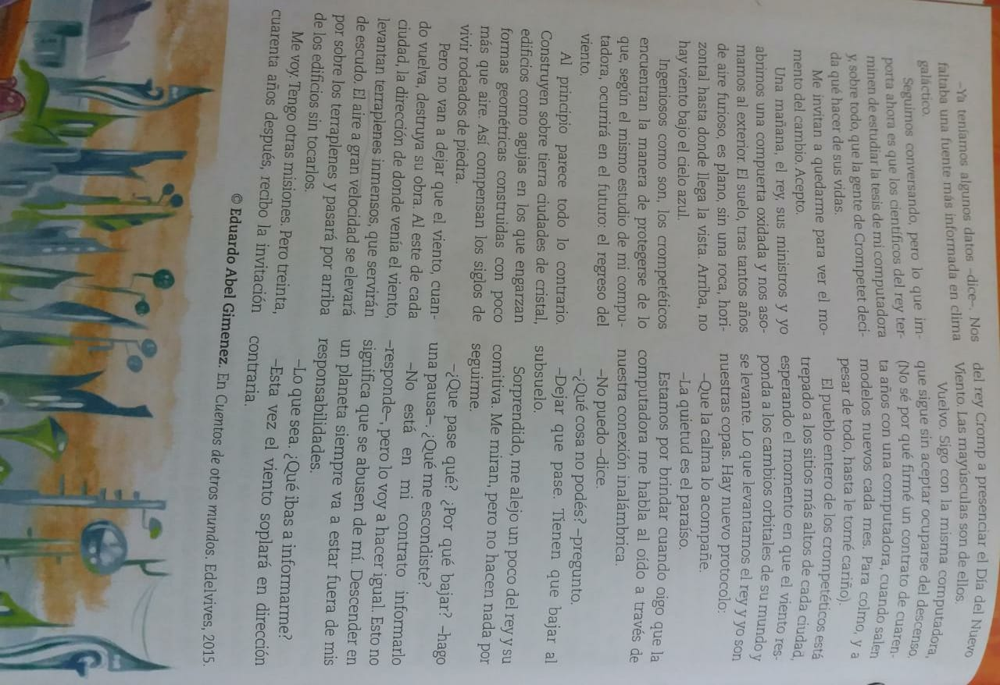 –Ya teníamos algunos datos –dice–. Nos
faltaba una fuente más informada en clima
galáctico.
Seguimos conversando, pero lo que im-
porta ahora es que los científicos del rey ter-
minen de estudiar la tesis de mi computadora
y, sobre todo, que la gente de Crompetet deci-
da qué hacer de sus vidas.
Me invitan a quedarme para ver el mo-
mento del cambio. Acepto.
Una mañana, el rey, sus ministros y yo
abrimos una compuerta oxidada y nos aso-
mamos al exterior. El suelo, tras tantos años
de aire furioso, es plano, sin una roca, hori-
zontal hasta donde llega la vista. Arriba, no
hay viento bajo el cielo azul.
Ingeniosos como son, los crompetéticos
encuentran la manera de protegerse de lo
que, según el mismo estudio de mi compu-
tadora, ocurrirá en el futuro: el regreso del
viento.
Al principio parece todo lo contrario.
Construyen sobre tierra ciudades de cristal,
edificios como agujas en los que engarzan
formas geométricas construidas con poco
más que aire. Así compensan los siglos de
vivir rodeados de piedra.
Pero no van a dejar que el viento, cuan-
do vuelva, destruya su obra. Al este de cada
ciudad, la dirección de donde venía el viento,
levantan terraplenes inmensos, que servirán
de escudo. El aire a gran velocidad se elevará
por sobre los terraplenes y pasará por arriba
de los edificios sin tocarlos.
Me voy. Tengo otras misiones. Pero treinta,
cuarenta años después, recibo la invitación
del rey Cromp a presenciar el Día del Nuevo
Viento. Las mayúsculas son de ellos.
Vuelvo. Sigo con la misma computadora,
que sigue sin aceptar ocuparse del descenso.
(No sé por qué firmé un contrato de cuaren-
ta años con una computadora, cuando salen
modelos nuevos cada mes. Para colmo, y a
pesar de todo, hasta le tomé cariño).
El pueblo entero de los crompetéticos está
trepado a los sitios más altos de cada ciudad,
esperando el momento en que el viento res-
ponda a los cambios orbitales de su mundo y
se levante. Lo que levantamos el rey y yo son
nuestras copas. Hay nuevo protocolo:
–Que la calma lo acompañe.
–La quietud es el paraíso.
Estamos por brindar cuando oigo que la
computadora me habla al oído a través de
nuestra conexión inalámbrica.
–No puedo –dice.
–¿Qué cosa no podés? –pregunto.
–Dejar que pase. Tienen que bajar al
subsuelo.
Sorprendido, me alejo un poco del rey y su
comitiva. Me miran, pero no hacen nada por
seguirme.
–¿Que pase qué? ¿Por qué bajar? –hago
una pausa–. ¿Qué me escondiste?
–No está en mi contrato informarlo
–responde–, pero lo voy a hacer igual. Esto no
significa que se abusen de mí. Descender en
un planeta siempre va a estar fuera de mis
responsabilidades.
–Lo que sea. ¿Qué ibas a informarme?
–Esta vez el viento soplará en dirección
contraria.
© Eduardo Abel Gimenez. En Cuentos de otros mundos. Edelvives, 2015.